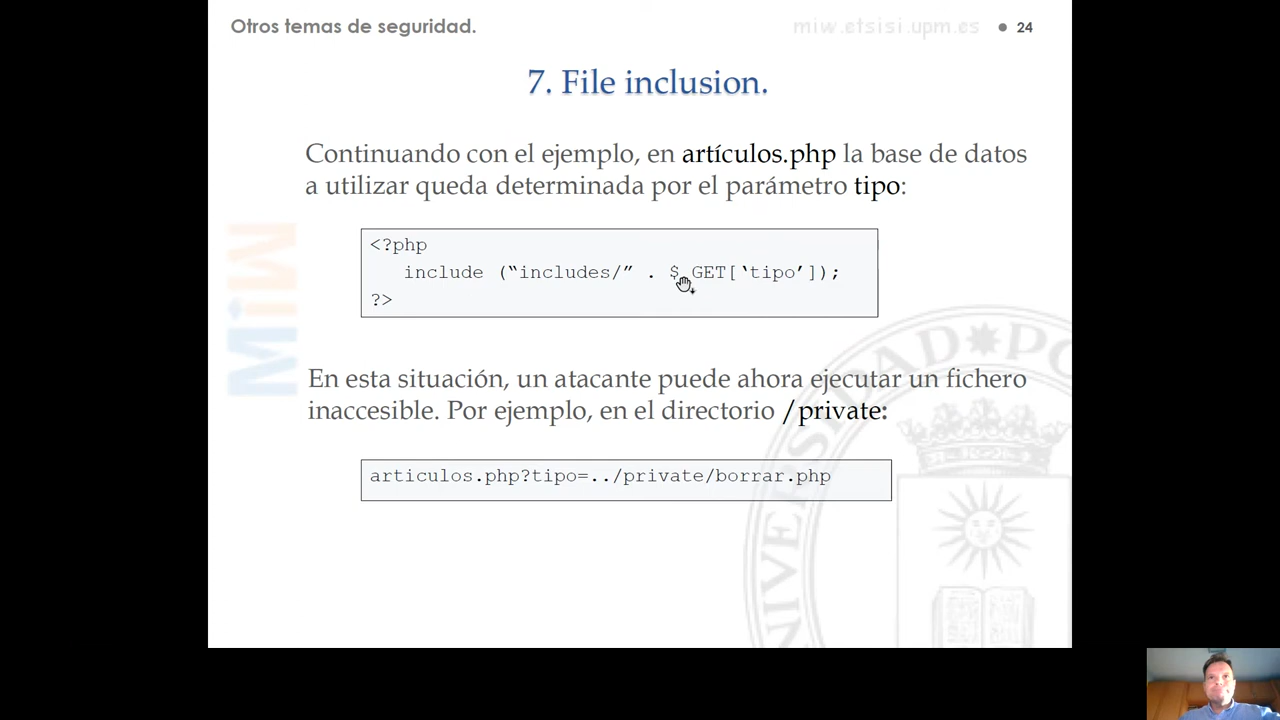 Otros temas de seguridad.
miw.etsisi.upm.es
24
7. File inclusion.
Continuando con el ejemplo, en artículos.php la base de datos
a utilizar queda determinada por el parámetro tipo:
<?php
include (“includes/” . $_GET[‘tipo’]);
?>
MiW
En esta situación, un atacante puede ahora ejecutar un fichero
inaccesible. Por ejemplo, en el directorio /private:
articulos.php?tipo=../private/borrar.php